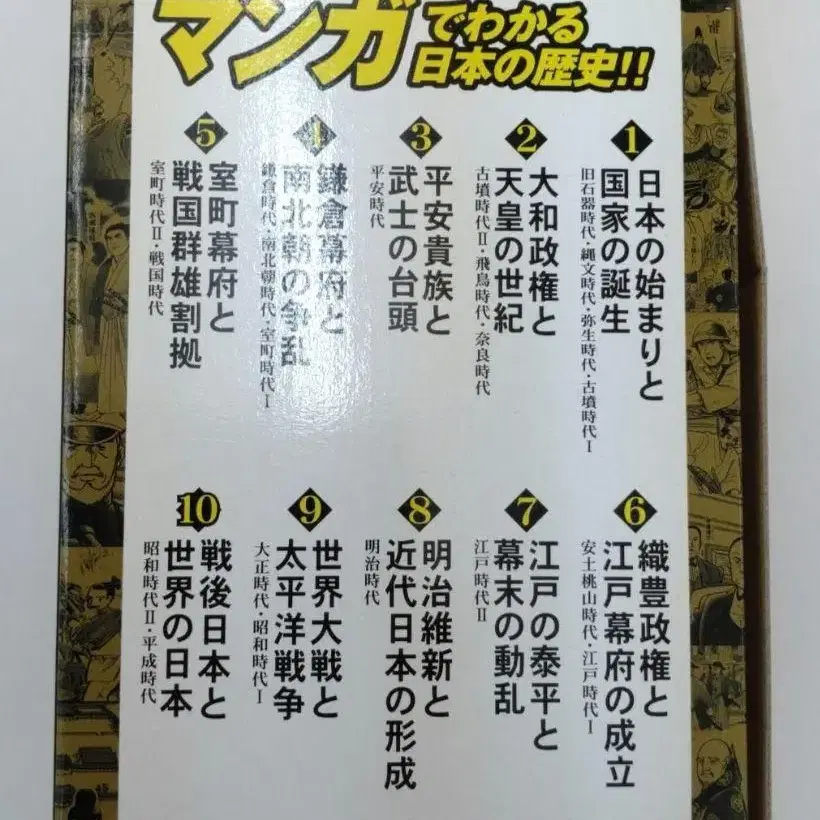 マンガ
でわかる
日本の歴史!!
1
日本の始まりと
国家の誕生
旧石器時代・縄文時代・弥生時代・古墳時代Ⅰ
2
大和政権と
天皇の世紀
古墳時代Ⅱ・飛鳥時代・奈良時代
3
平安貴族と
武士の台頭
平安時代
4
鎌倉幕府と
南北朝の争乱
鎌倉時代・南北朝時代・室町時代Ⅰ
5
室町幕府と
戦国群雄割拠
室町時代Ⅱ・戦国時代
6
織豊政権と
江戸幕府の成立
安土桃山時代・江戸時代Ⅰ
7
江戸の泰平と
幕末の動乱
江戸時代Ⅱ
8
明治維新と
近代日本の形成
明治時代
9
世界大戦と
太平洋戦争
大正時代・昭和時代Ⅰ
10
戦後日本と
世界の日本
昭和時代Ⅱ・平成時代